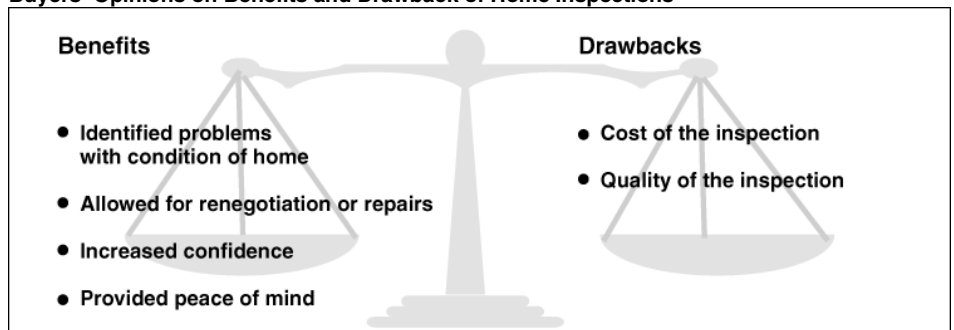 Buyers' Opinions on Benefits and Drawback of Home Inspections
Benefits
● Identified problems
with condition of home
● Allowed for renegotiation or repairs
● Increased confidence
● Provided peace of mind
Drawbacks
● Cost of the inspection
● Quality of the inspection